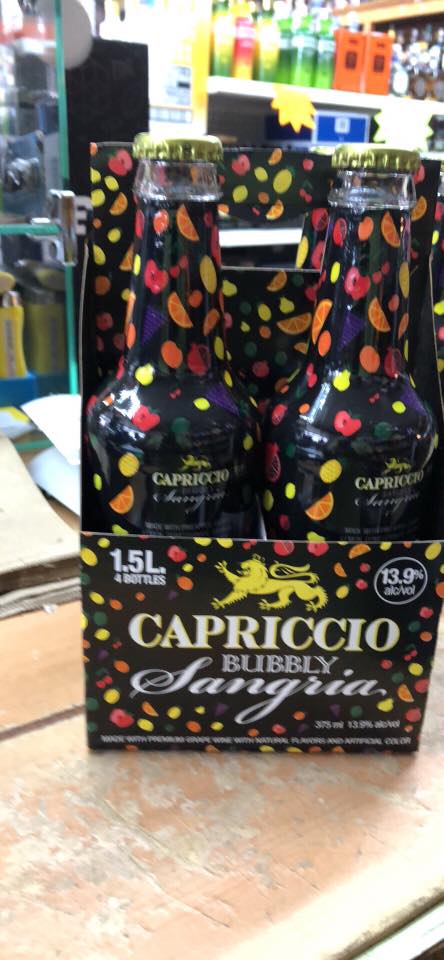 CAPRICCIO
Sangria
CAPRICCIO
Sangria
1.5L.
4 BOTTLES
13.9%
alc/vol
CAPRICCIO
BUBBLY
Sangria
375 ml 13.9% alc/vol
MADE WITH PREMIUM GRAPE WINE WITH NATURAL FLAVORS AND ARTIFICIAL COLOR